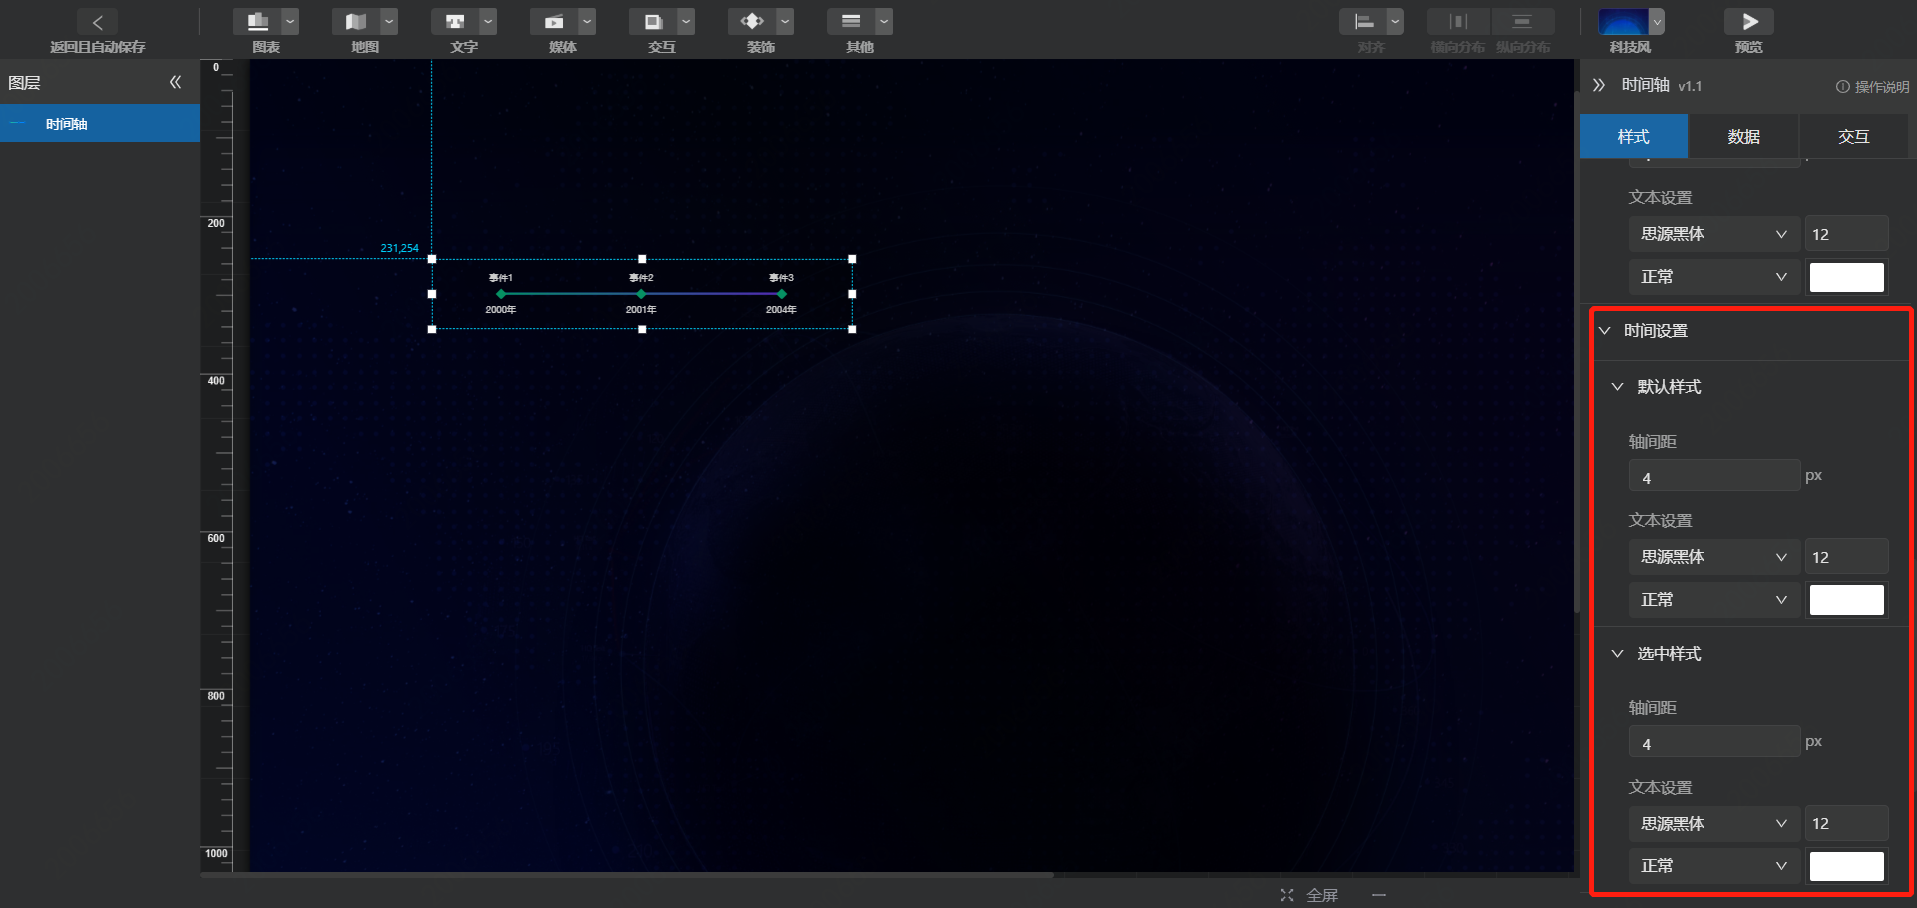 返回且自动保存
图表
地图
文字
媒体
交互
装饰
其他
对齐
横向分布
纵向分布
科技风
预览
图层
时间轴
0
200
400
600
800
1000
231,254
事件1
事件2
事件3
2000年
2001年
2004年
全屏
时间轴 v1.1
操作说明
样式
数据
交互
文本设置
思源黑体
12
正常
时间设置
默认样式
轴间距
4
px
文本设置
思源黑体
12
正常
选中样式
轴间距
4
px
文本设置
思源黑体
12
正常